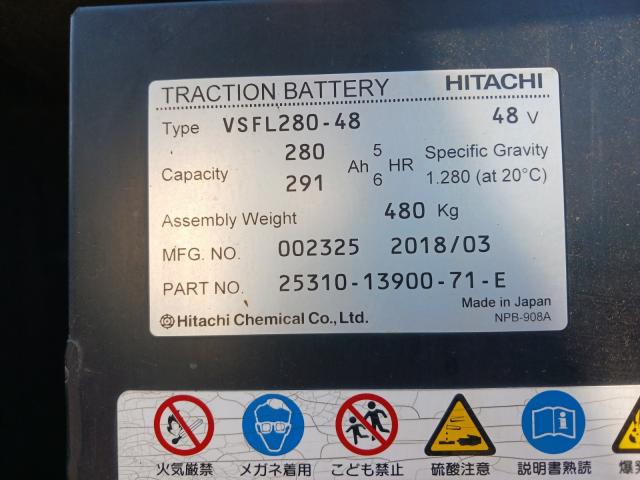 TRACTION BATTERY HITACHI
Type VSFL280-48 48 V
Capacity 280 Ah 5 HR Specific Gravity
291 6 1.280 (at 20°C)
Assembly Weight 480 Kg
MFG. NO. 002325 2018/03
PART NO. 25310-13900-71-E
Made in Japan
Hitachi Chemical Co., Ltd. NPB-908A
火気厳禁 メガネ着用 こども禁止 硫酸注意 説明書熟読 爆発